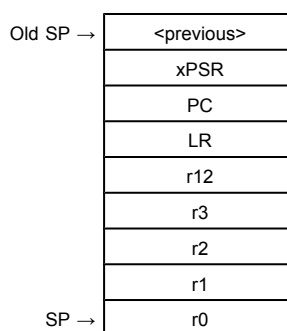 Old SP → <previous>
xPSR
PC
LR
r12
r3
r2
r1
SP → r0